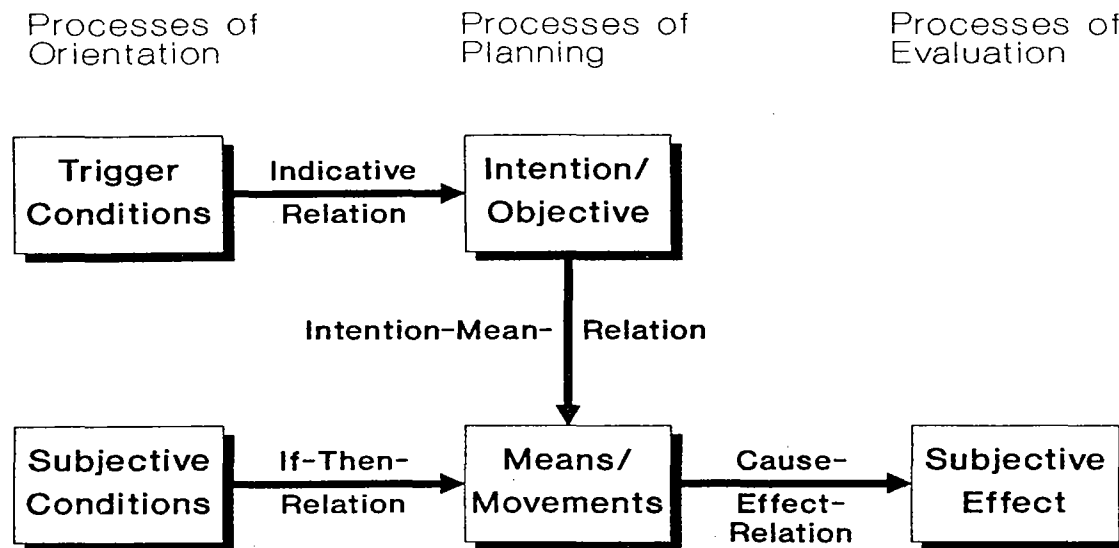 Processes of
Orientation
Processes of
Planning
Processes of
Evaluation
Trigger
Conditions
Indicative
Relation
Intention/
Objective
Intention-Mean-
Relation
Subjective
Conditions
If-Then-
Relation
Means/
Movements
Cause-
Effect-
Relation
Subjective
Effect